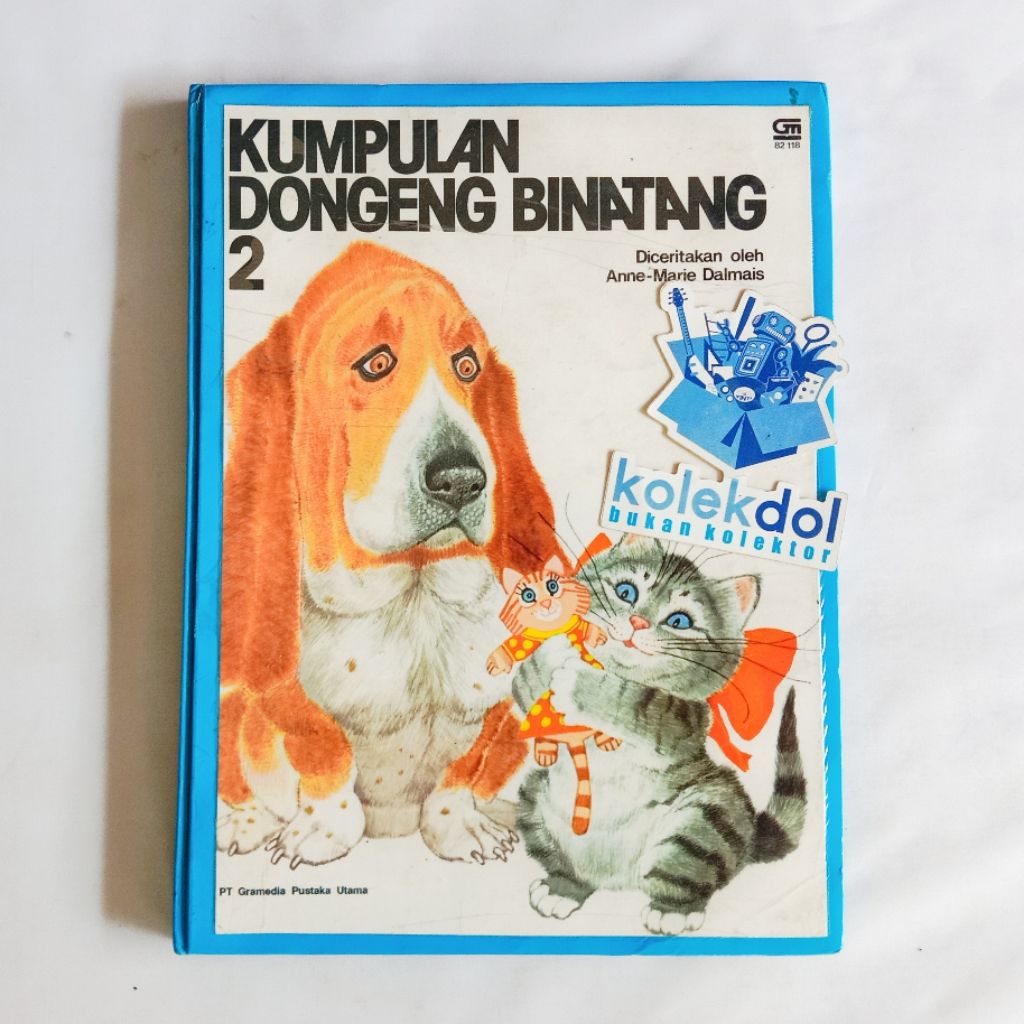 KUMPULAN
DONGENG BINATANG
2
GM
82 118
Diceritakan oleh
Anne-Marie Dalmais
kolekdol
bukan kolektor
PT Gramedia Pustaka Utama